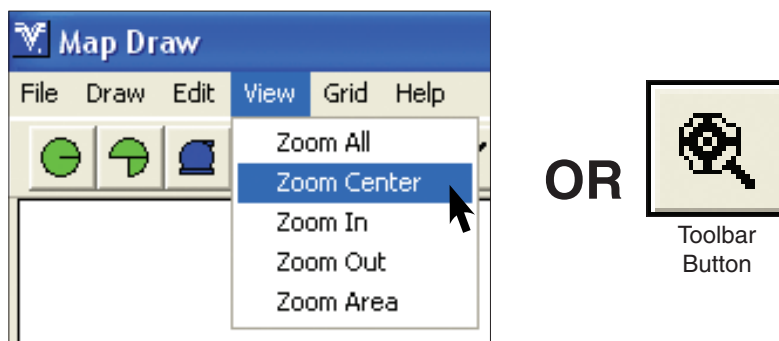 Map Draw
File Draw Edit View Grid Help
Zoom All
Zoom Center
Zoom In
Zoom Out
Zoom Area
OR
Toolbar
Button